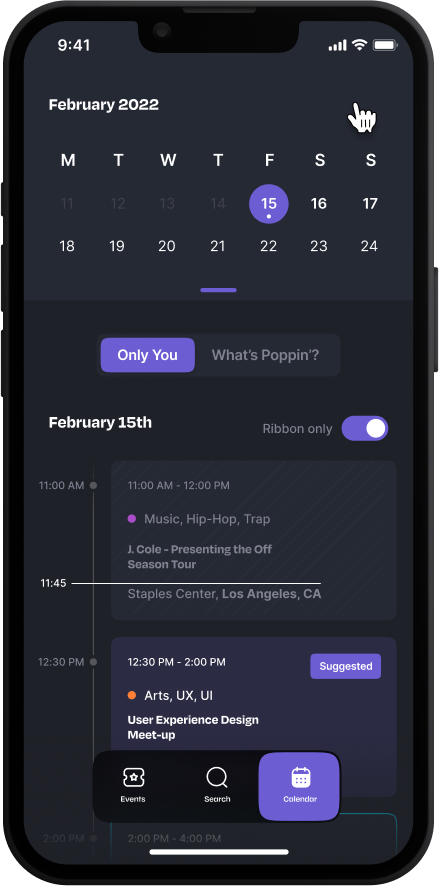 9:41
February 2022
M T W T F S S
11 12 13 14 15 16 17
18 19 20 21 22 23 24
Only You What's Poppin'?
February 15th Ribbon only
11:00 AM 11:00 AM - 12:00 PM
Music, Hip-Hop, Trap
J. Cole - Presenting the Off
Season Tour
11:45
Staples Center, Los Angeles, CA
12:30 PM 12:30 PM - 2:00 PM Suggested
Arts, UX, UI
User Experience Design
Meet-up
Events Search Calendar
2:00 PM 2:00 PM - 4:00 PM